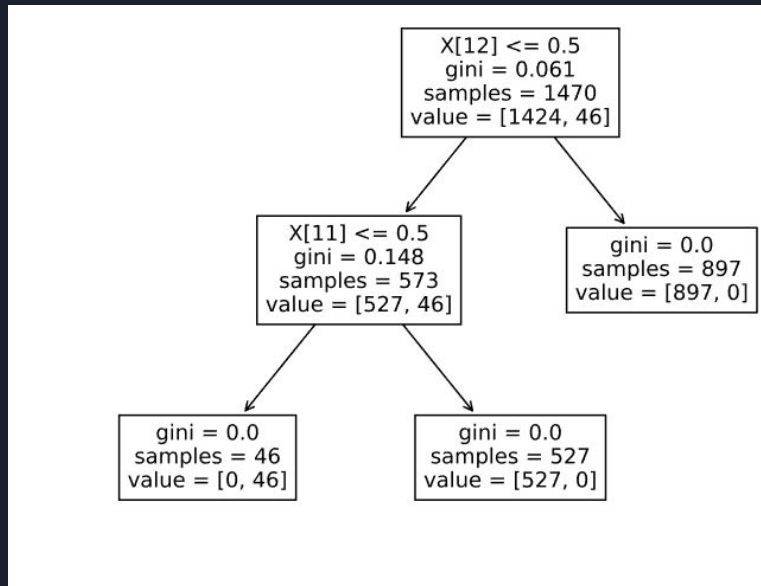 X[12] <= 0.5
gini = 0.061
samples = 1470
value = [1424, 46]
X[11] <= 0.5
gini = 0.148
samples = 573
value = [527, 46]
gini = 0.0
samples = 897
value = [897, 0]
gini = 0.0
samples = 46
value = [0, 46]
gini = 0.0
samples = 527
value = [527, 0]